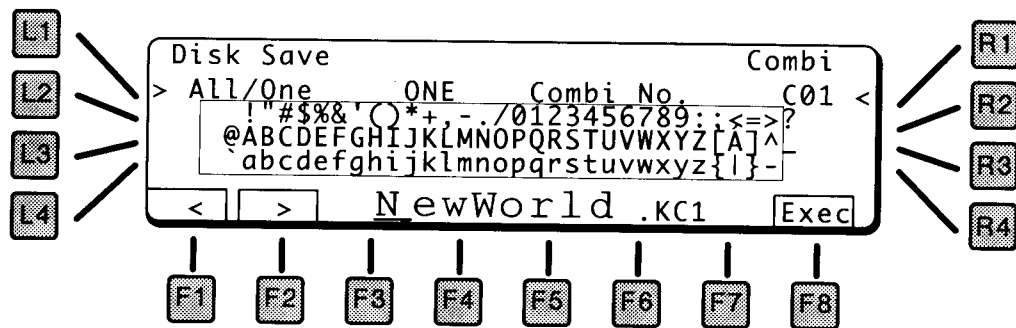 L1
L2
L3
L4
Disk Save Combi
> All/One ONE Combi No. C01 <
!"#$%&'()*+,-./0123456789:;<=>?
@ABCDEFGHIJKLMNOPQRSTUVWXYZ[A]^_
`abcdefghijklmnopqrstuvwxyz{|}-
< > NewWorld .KC1 Exec
R1
R2
R3
R4
F1 F2 F3 F4 F5 F6 F7 F8